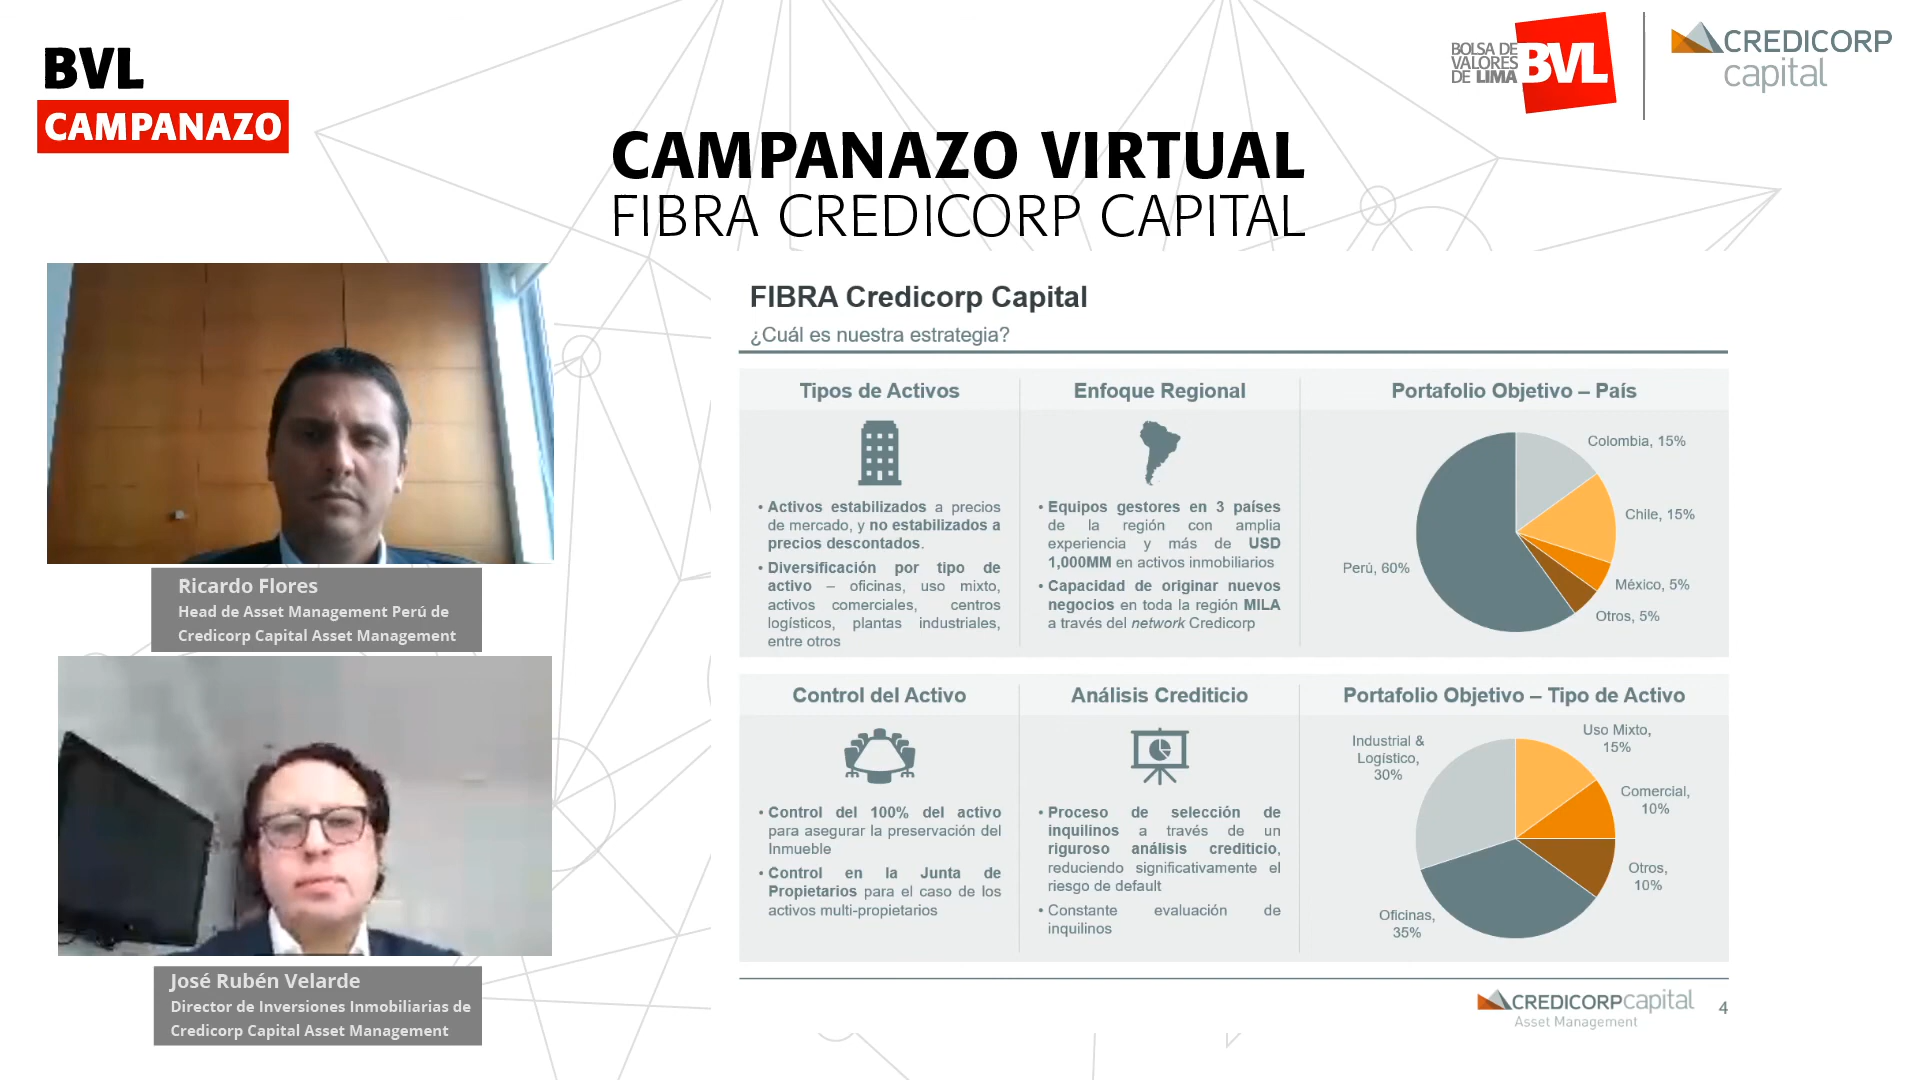 BVL
CAMPANAZO
BOLSA DE
VALORES
DE LIMA
BVL
CREDICORP
capital
CAMPANAZO VIRTUAL
FIBRA CREDICORP CAPITAL
Ricardo Flores
Head de Asset Management Perú de
Credicorp Capital Asset Management
José Rubén Velarde
Director de Inversiones Inmobiliarias de
Credicorp Capital Asset Management
FIBRA Credicorp Capital
¿Cuál es nuestra estrategia?
Tipos de Activos
• Activos estabilizados a precios
de mercado, y no estabilizados a
precios descontados.
• Diversificación por tipo de
activo – oficinas, uso mixto,
activos comerciales, centros
logísticos, plantas industriales,
entre otros
Enfoque Regional
• Equipos gestores en 3 países
de la región con amplia
experiencia y más de USD
1,000MM en activos inmobiliarios
• Capacidad de originar nuevos
negocios en toda la región MILA
a través del network Credicorp
Portafolio Objetivo – País
Colombia, 15%
Chile, 15%
Perú, 60%
México, 5%
Otros, 5%
Control del Activo
• Control del 100% del activo
para asegurar la preservación del
Inmueble
• Control en la Junta de
Propietarios para el caso de los
activos multi-propietarios
Análisis Crediticio
• Proceso de selección de
inquilinos a través de un
riguroso análisis crediticio,
reduciendo significativamente el
riesgo de default
• Constante evaluación de
inquilinos
Portafolio Objetivo – Tipo de Activo
Uso Mixto,
15%
Industrial &
Logístico,
30%
Comercial,
10%
Otros,
10%
Oficinas,
35%
CREDICORPcapital
Asset Management
4